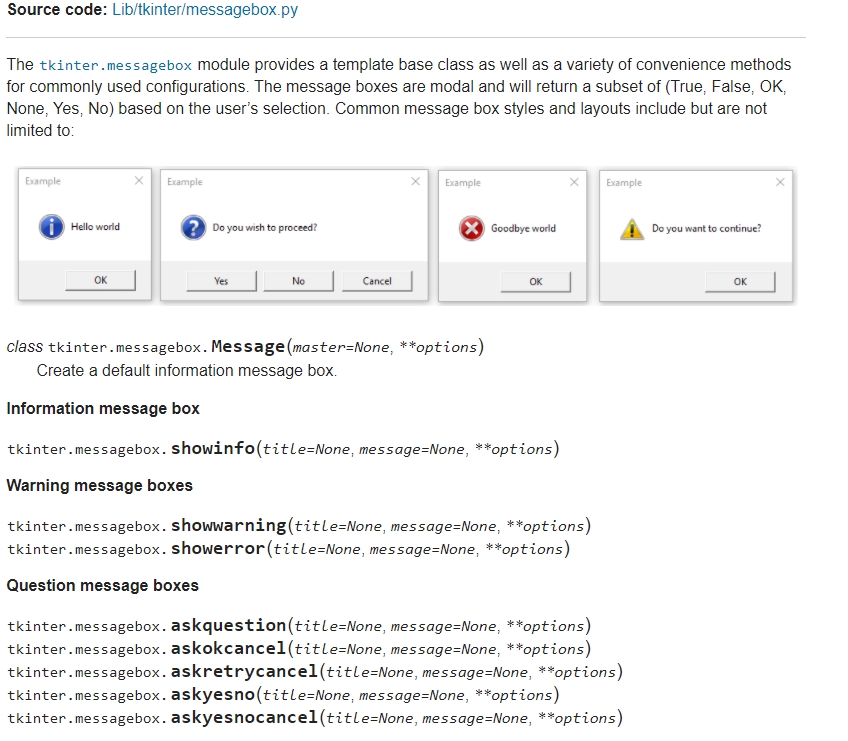 Source code: Lib/tkinter/messagebox.py
The tkinter.messagebox module provides a template base class as well as a variety of convenience methods
for commonly used configurations. The message boxes are modal and will return a subset of (True, False, OK,
None, Yes, No) based on the user’s selection. Common message box styles and layouts include but are not
limited to:
Example
Hello world
OK
Example
Do you wish to proceed?
Yes No Cancel
Example
Goodbye world
OK
Example
Do you want to continue?
OK
class tkinter.messagebox.Message(master=None, **options)
Create a default information message box.
Information message box
tkinter.messagebox.showinfo(title=None, message=None, **options)
Warning message boxes
tkinter.messagebox.showwarning(title=None, message=None, **options)
tkinter.messagebox.showerror(title=None, message=None, **options)
Question message boxes
tkinter.messagebox.askquestion(title=None, message=None, **options)
tkinter.messagebox.askokcancel(title=None, message=None, **options)
tkinter.messagebox.askretrycancel(title=None, message=None, **options)
tkinter.messagebox.askyesno(title=None, message=None, **options)
tkinter.messagebox.askyesnocancel(title=None, message=None, **options)